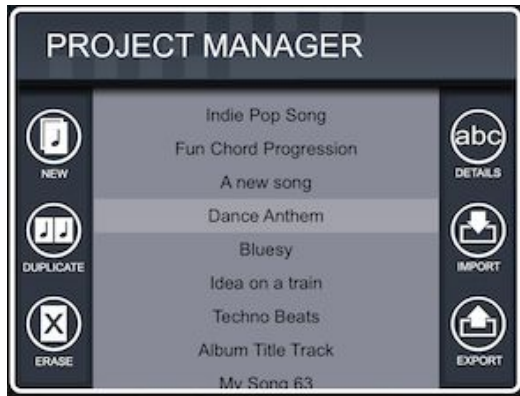 PROJECT MANAGER
Indie Pop Song
Fun Chord Progression
A new song
Dance Anthem
Bluesy
Idea on a train
Techno Beats
Album Title Track
My Song 63
NEW
DUPLICATE
ERASE
abc
DETAILS
IMPORT
EXPORT